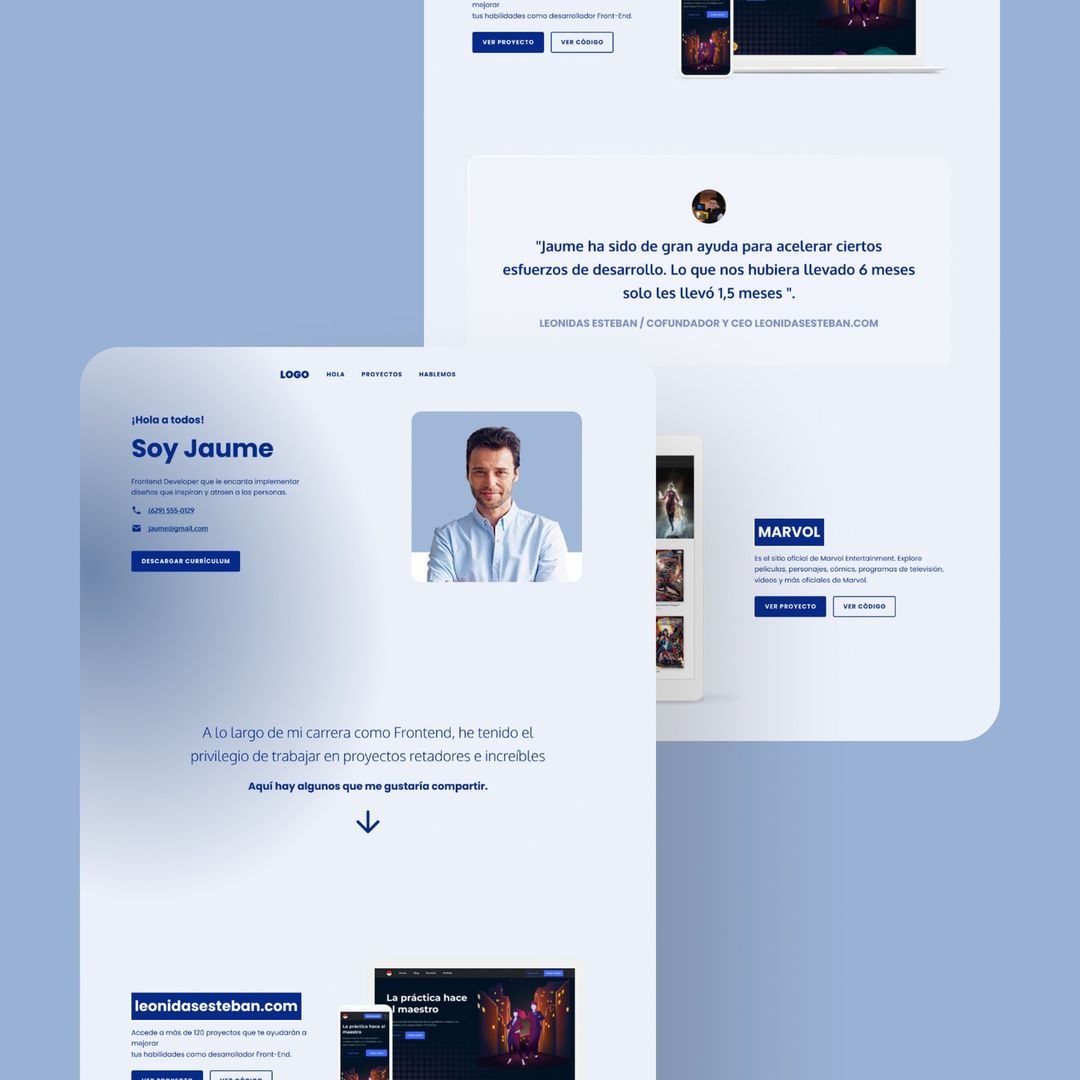 mejorar
tus habilidades como desarrollador Front-End.
VER PROYECTO
VER CÓDIGO
"Jaume ha sido de gran ayuda para acelerar ciertos
esfuerzos de desarrollo. Lo que nos hubiera llevado 6 meses
solo les llevó 1,5 meses ".
LEONIDAS ESTEBAN / COFUNDADOR Y CEO LEONIDASESTEBAN.COM
MARVOL
Es el sitio oficial de Marvol Entertainment. Explore
películas, personajes, cómics, programas de televisión,
videos y más oficiales de Marvol.
VER PROYECTO
VER CÓDIGO
LOGO HOLA PROYECTOS HABLEMOS
¡Hola a todos!
Soy Jaume
Frontend Developer que le encanta implementar
diseños que inspiran y atraen a las personas.
(629) 555-0129
jaume@gmail.com
DESCARGAR CURRÍCULUM
A lo largo de mi carrera como Frontend, he tenido el
privilegio de trabajar en proyectos retadores e increíbles
Aquí hay algunos que me gustaría compartir.
leonidasesteban.com
Accede a más de 120 proyectos que te ayudarán a
mejorar
tus habilidades como desarrollador Front-End.
VER PROYECTO
VER CÓDIGO
La práctica hace
al maestro
La práctica hace al
maestro